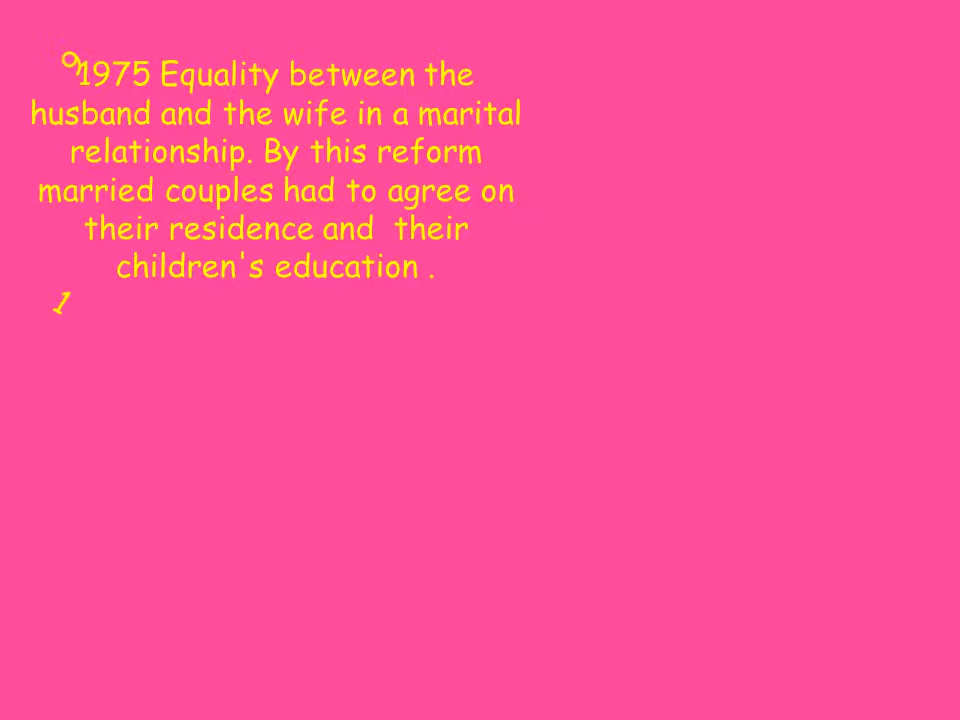 1975 Equality between the
husband and the wife in a marital
relationship. By this reform
married couples had to agree on
their residence and  their
children's education .
1